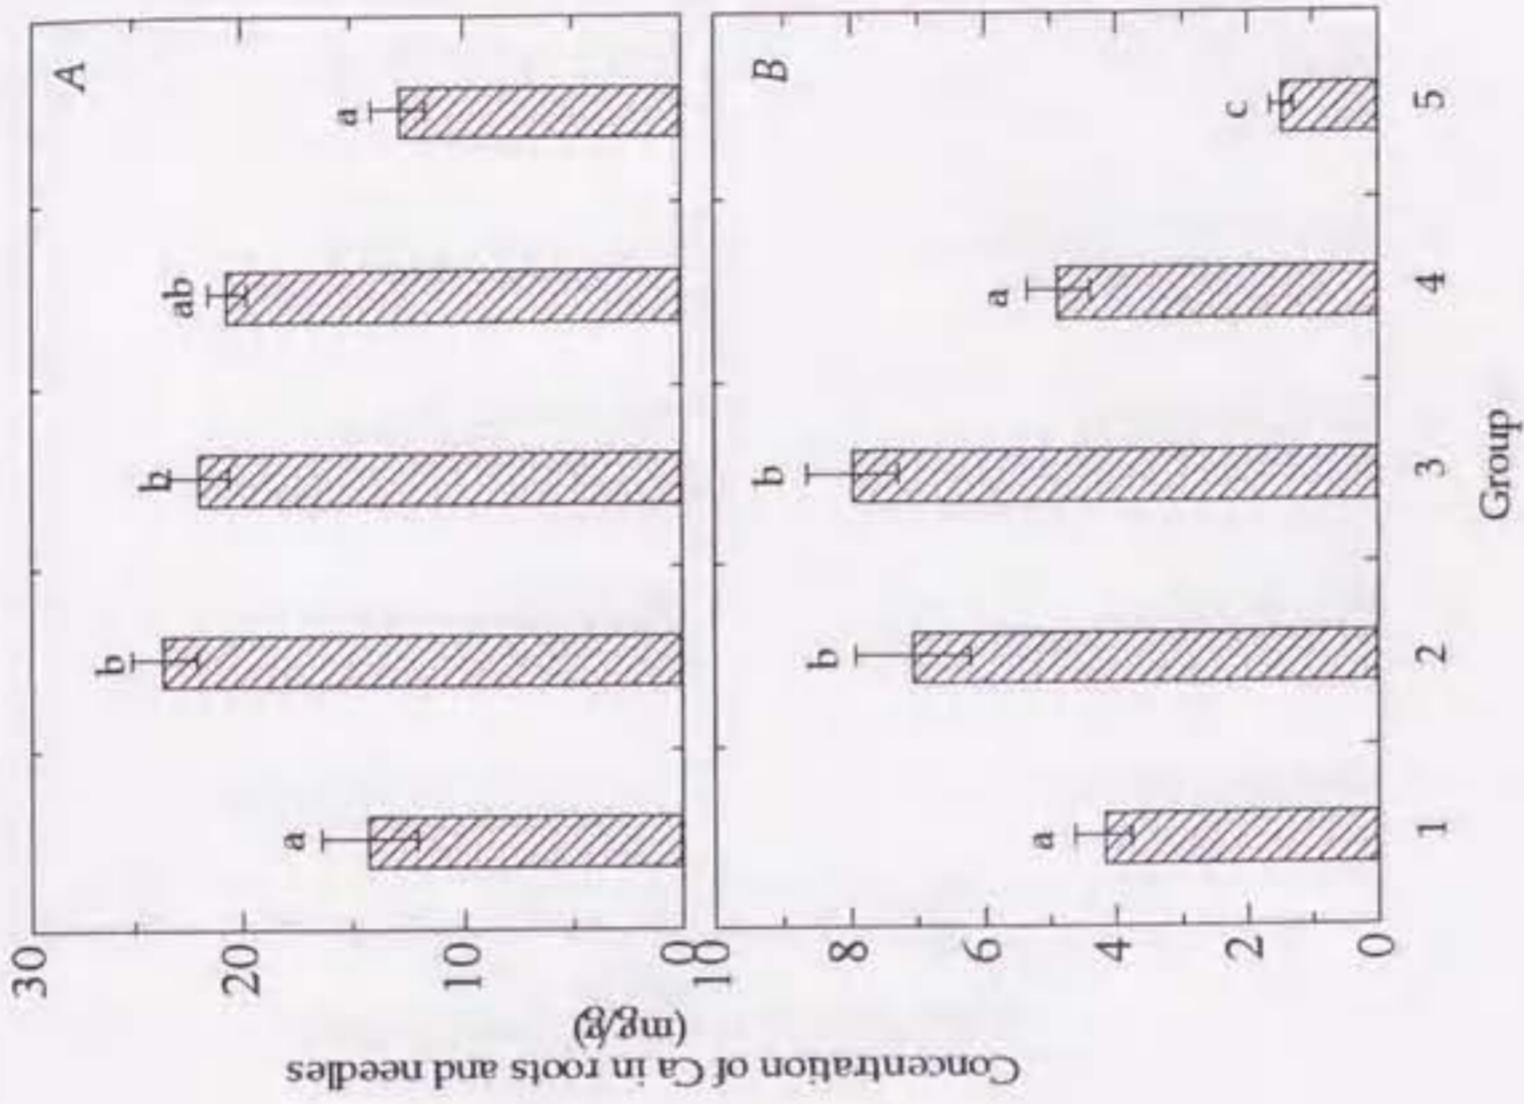 Concentration of Ca in roots and needles
(mg/g)
30
20
10
0
A
a
b
b
ab
a
10
8
6
4
2
0
B
a
b
b
a
c
1 2 3 4 5
Group